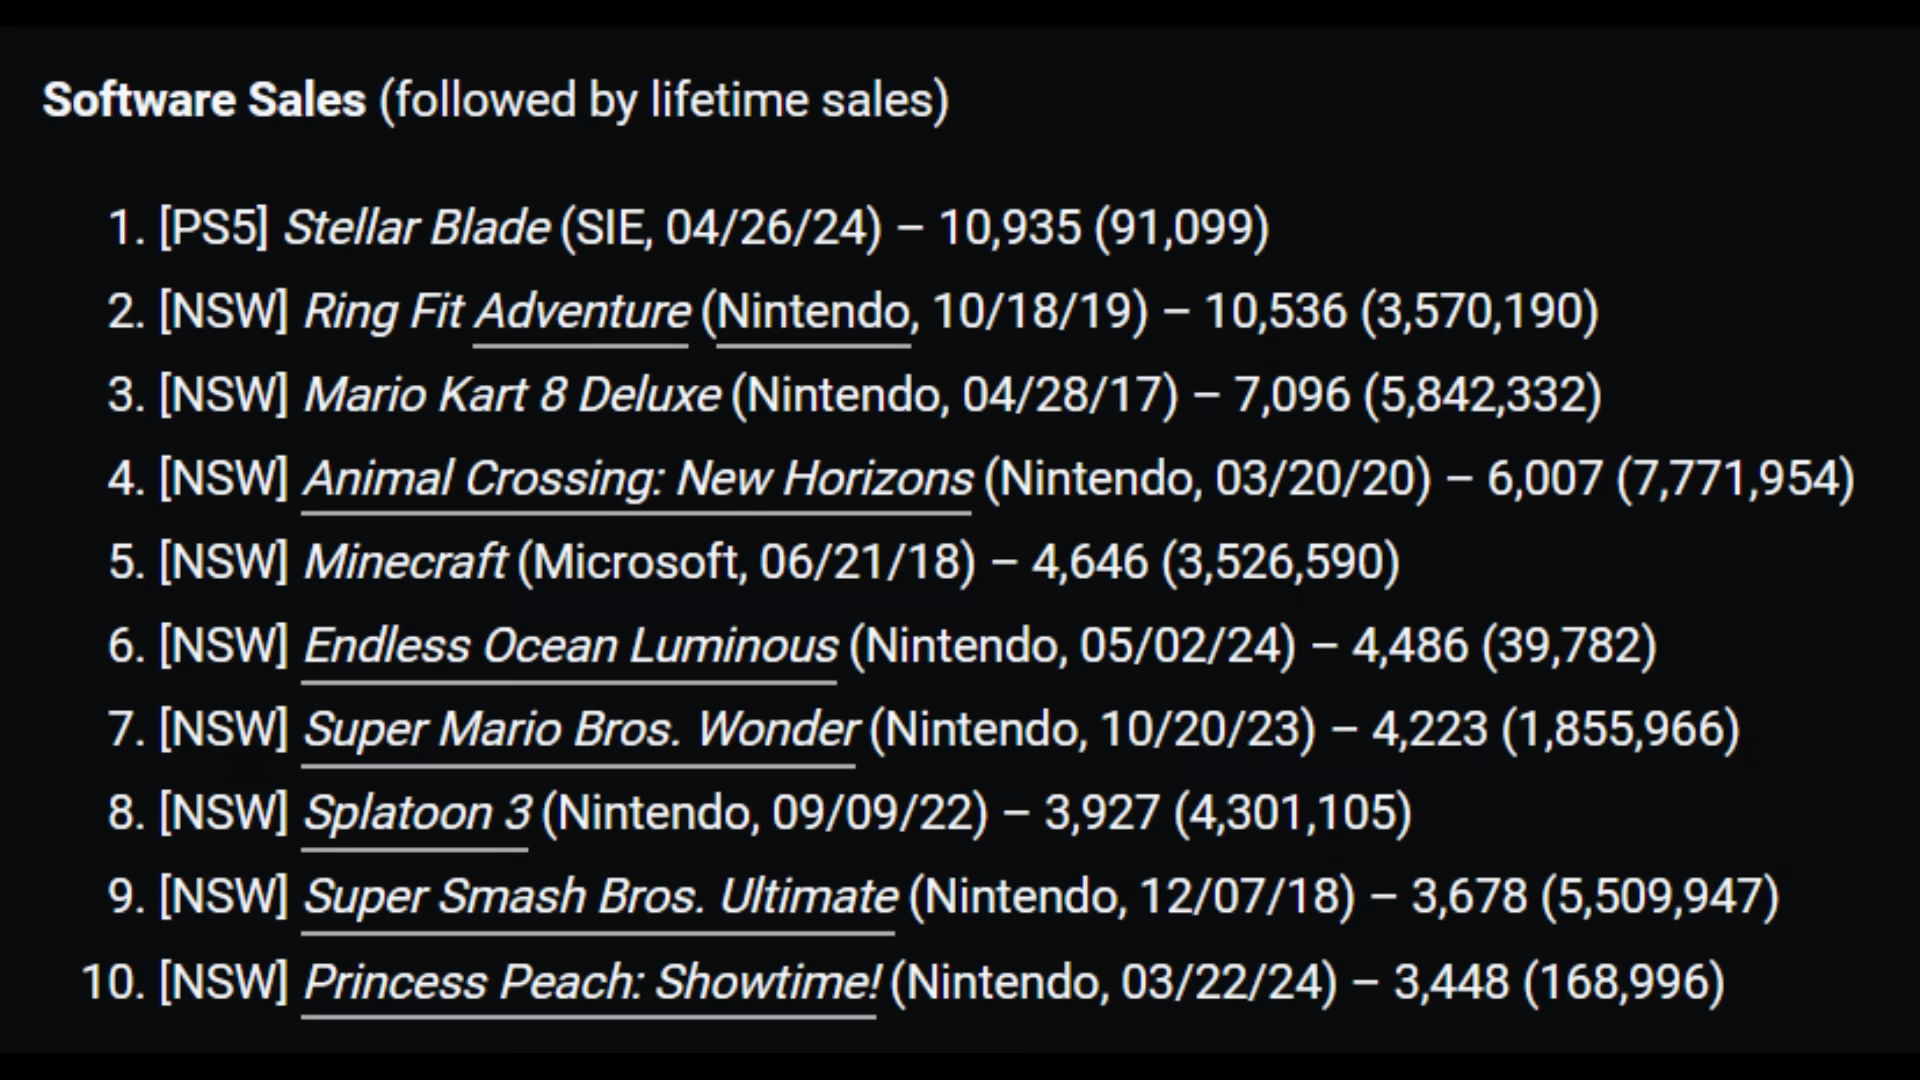 Software Sales (followed by lifetime sales)
1. [PS5] Stellar Blade (SIE, 04/26/24) – 10,935 (91,099)
2. [NSW] Ring Fit Adventure (Nintendo, 10/18/19) – 10,536 (3,570,190)
3. [NSW] Mario Kart 8 Deluxe (Nintendo, 04/28/17) – 7,096 (5,842,332)
4. [NSW] Animal Crossing: New Horizons (Nintendo, 03/20/20) – 6,007 (7,771,954)
5. [NSW] Minecraft (Microsoft, 06/21/18) – 4,646 (3,526,590)
6. [NSW] Endless Ocean Luminous (Nintendo, 05/02/24) – 4,486 (39,782)
7. [NSW] Super Mario Bros. Wonder (Nintendo, 10/20/23) – 4,223 (1,855,966)
8. [NSW] Splatoon 3 (Nintendo, 09/09/22) – 3,927 (4,301,105)
9. [NSW] Super Smash Bros. Ultimate (Nintendo, 12/07/18) – 3,678 (5,509,947)
10. [NSW] Princess Peach: Showtime! (Nintendo, 03/22/24) – 3,448 (168,996)